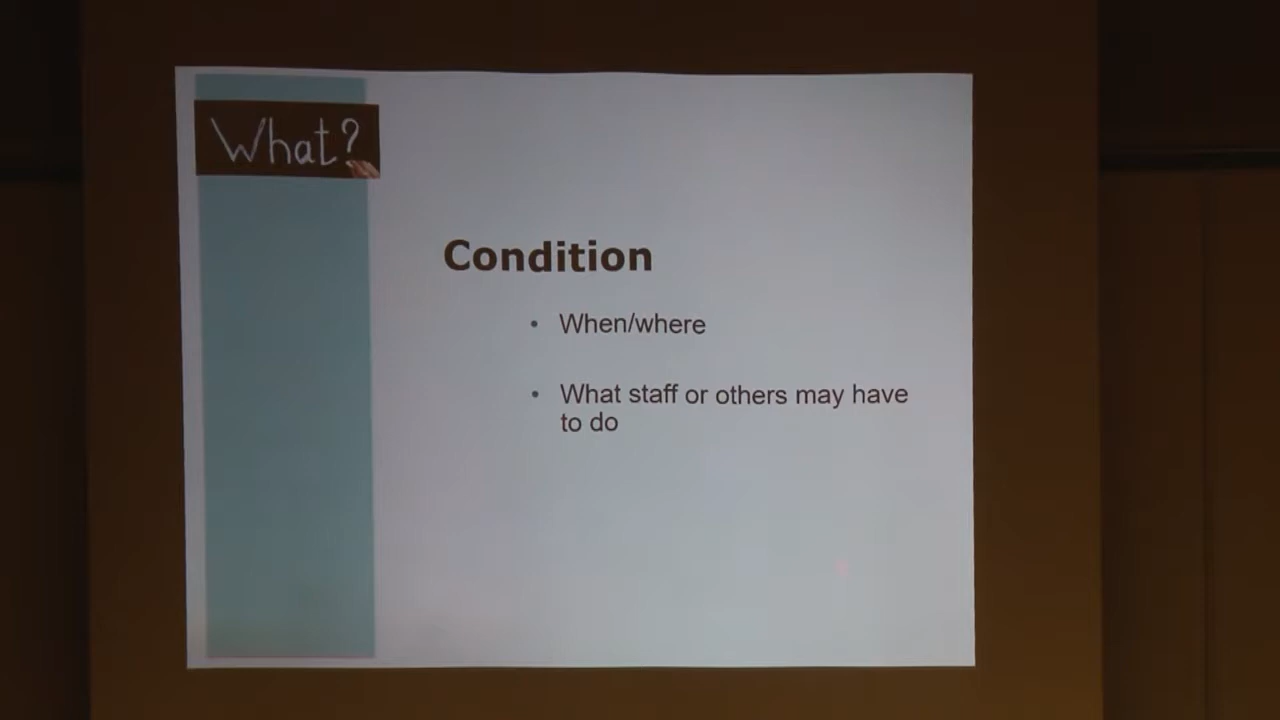 What?
Condition
• When/where
• What staff or others may have
to do